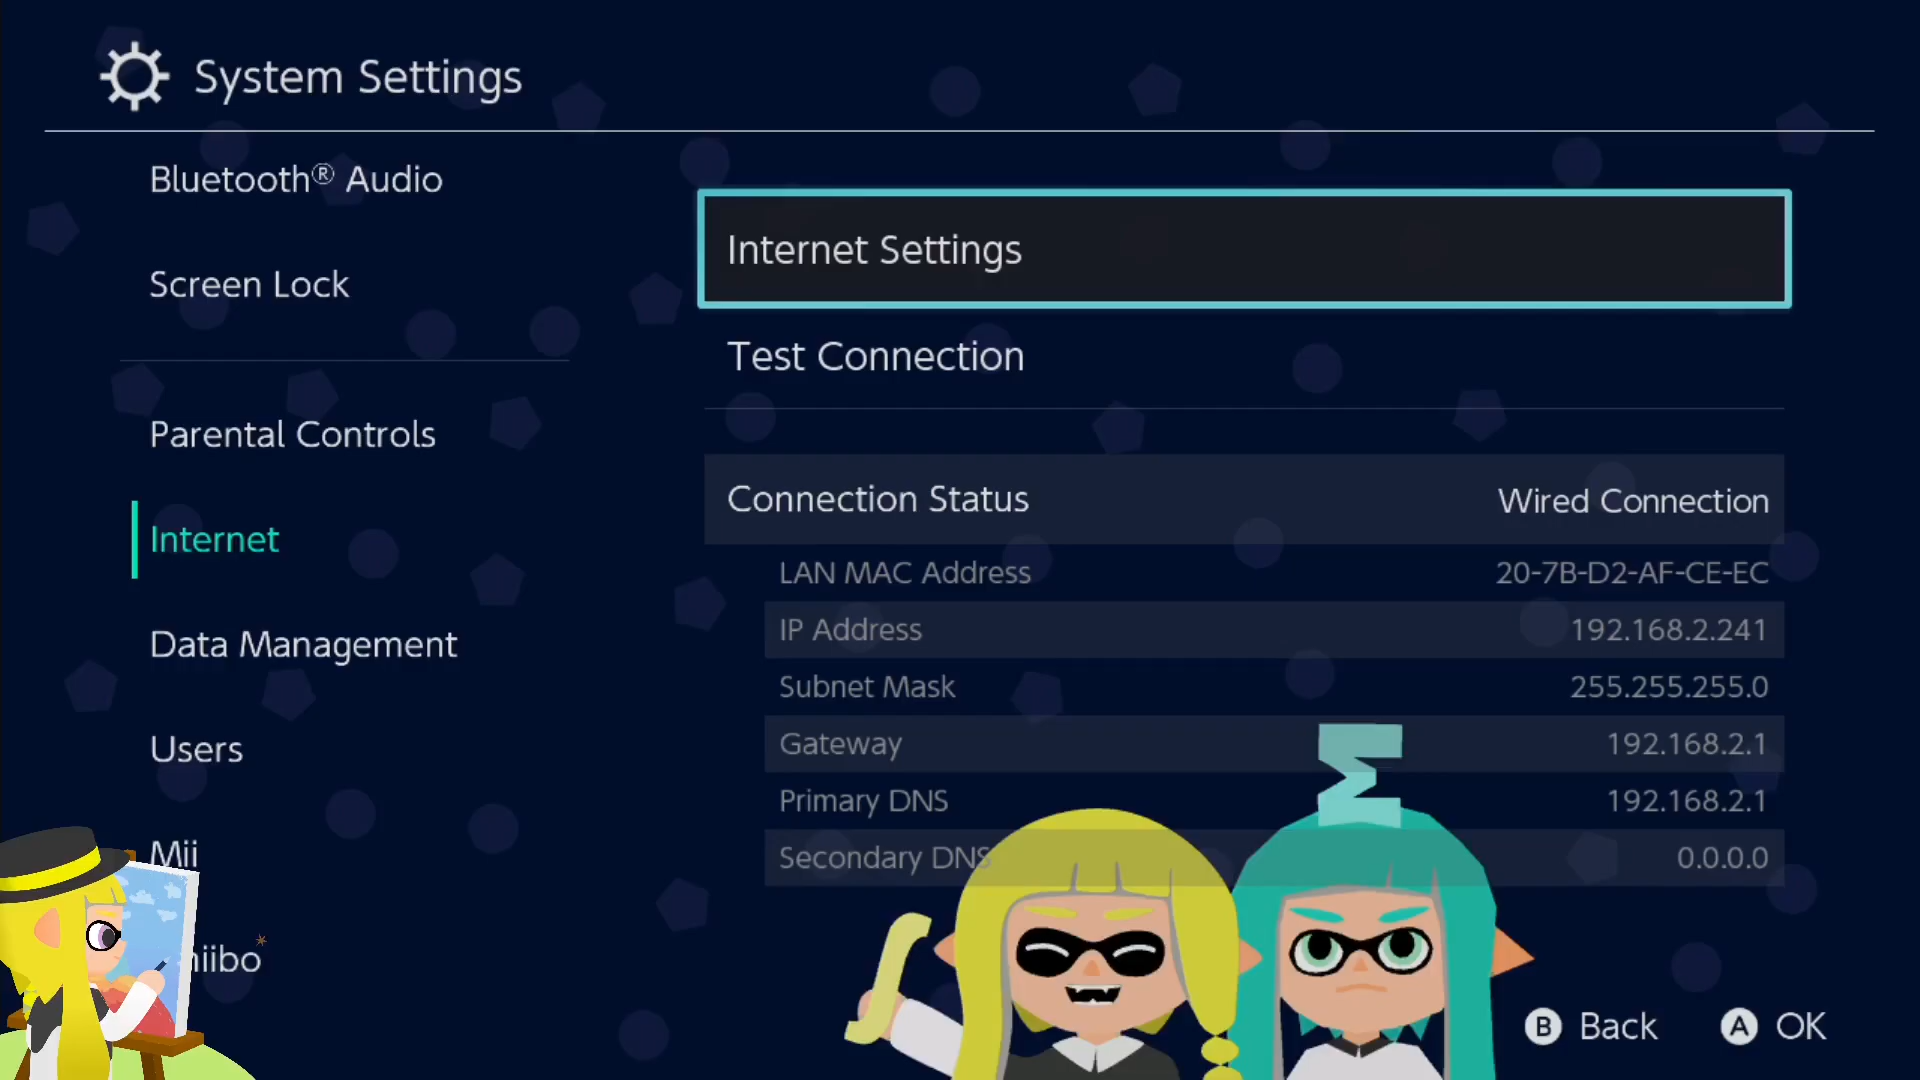 System Settings
Bluetooth® Audio
Screen Lock
Parental Controls
Internet
Data Management
Users
Mii
Internet Settings
Test Connection
Connection Status Wired Connection
LAN MAC Address 20-7B-D2-AF-CE-EC
IP Address 192.168.2.241
Subnet Mask 255.255.255.0
Gateway 192.168.2.1
Primary DNS 192.168.2.1
Secondary DNS 0.0.0.0
B Back A OK